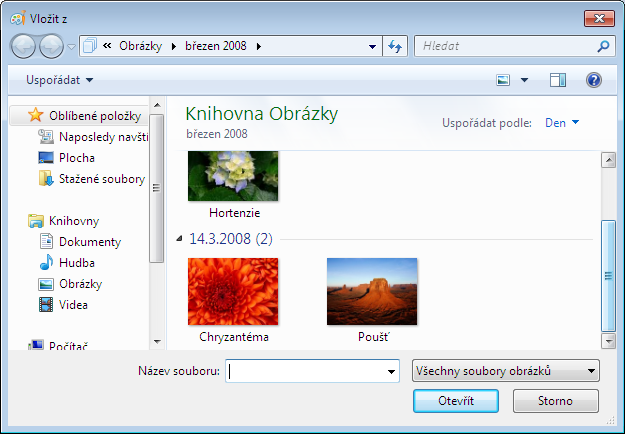 Vložit z
« Obrázky ▸ březen 2008 ▸
Hledat
Uspořádat
Oblíbené položky
Naposledy navští
Plocha
Stažené soubory
Knihovny
Dokumenty
Hudba
Obrázky
Videa
Počítač
Knihovna Obrázky
březen 2008
Uspořádat podle: Den
Hortenzie
14.3.2008 (2)
Chryzantéma
Poušť
Název souboru:
Všechny soubory obrázků
Otevřít
Storno